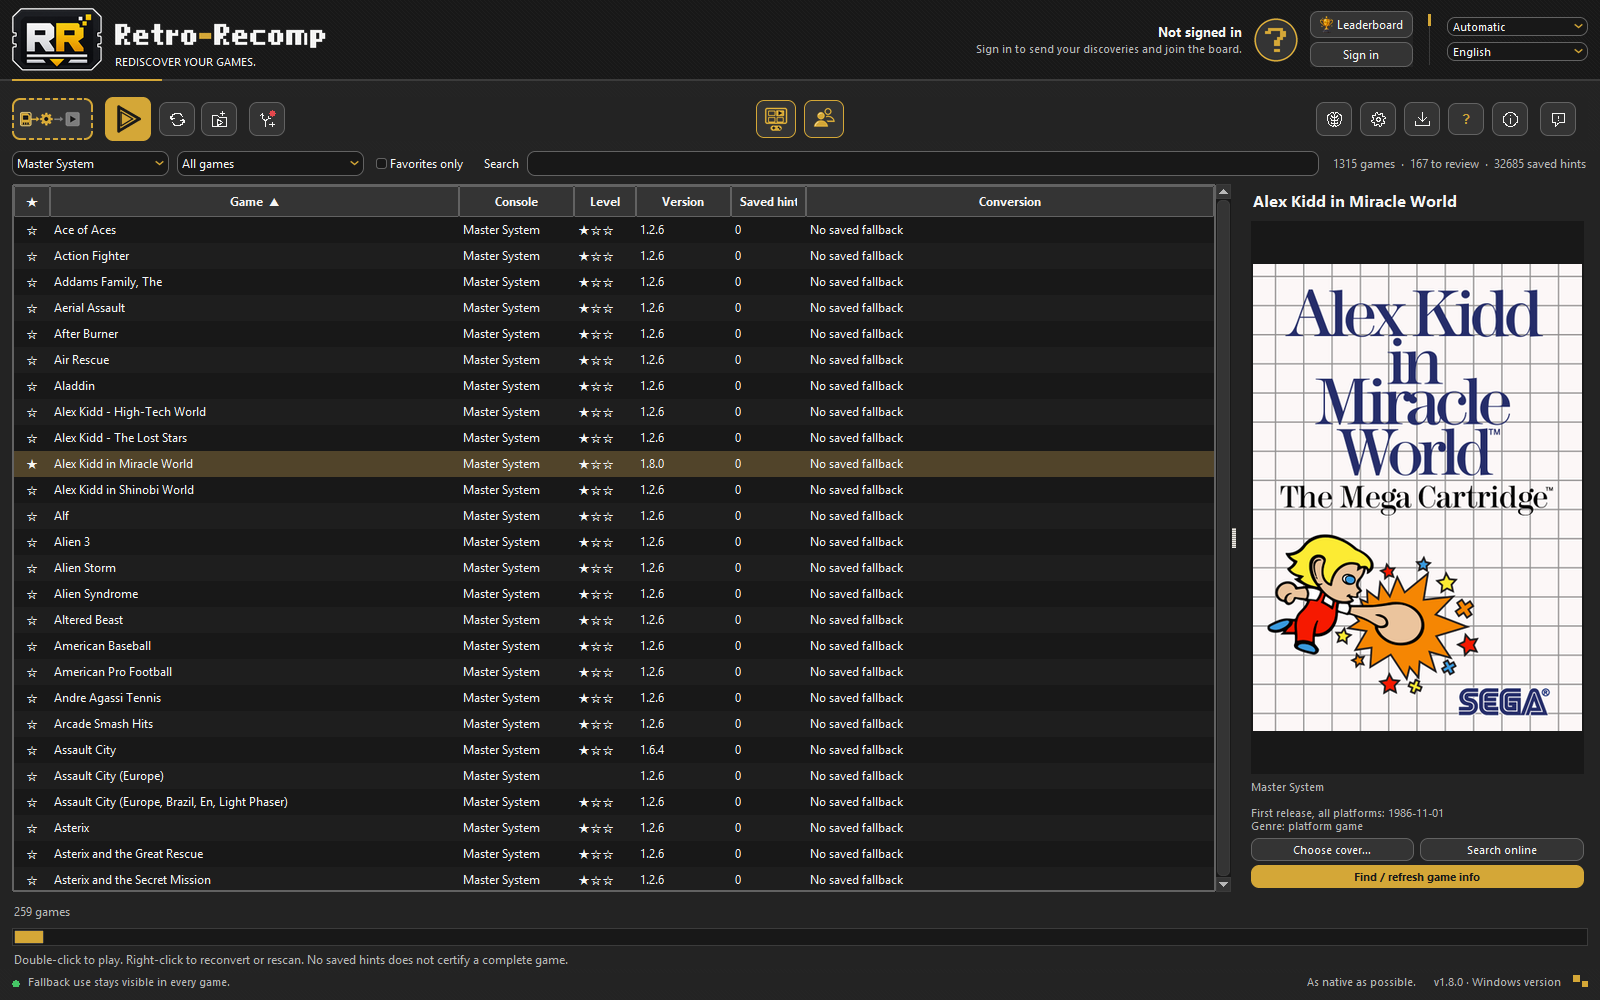 RR
Retro-Recomp
REDISCOVER YOUR GAMES.
Not signed in
Sign in to send your discoveries and join the board.
?
Leaderboard
Sign in
Automatic
English
?
Master System
All games
Favorites only
Search
1315 games · 167 to review · 32685 saved hints
★ Game ▲ Console Level Version Saved hint Conversion
☆ Ace of Aces Master System ★☆☆ 1.2.6 0 No saved fallback
☆ Action Fighter Master System ★☆☆ 1.2.6 0 No saved fallback
☆ Addams Family, The Master System ★☆☆ 1.2.6 0 No saved fallback
☆ Aerial Assault Master System ★☆☆ 1.2.6 0 No saved fallback
☆ After Burner Master System ★☆☆ 1.2.6 0 No saved fallback
☆ Air Rescue Master System ★☆☆ 1.2.6 0 No saved fallback
☆ Aladdin Master System ★☆☆ 1.2.6 0 No saved fallback
☆ Alex Kidd - High-Tech World Master System ★☆☆ 1.2.6 0 No saved fallback
☆ Alex Kidd - The Lost Stars Master System ★☆☆ 1.2.6 0 No saved fallback
★ Alex Kidd in Miracle World Master System ★☆☆ 1.8.0 0 No saved fallback
☆ Alex Kidd in Shinobi World Master System ★☆☆ 1.2.6 0 No saved fallback
☆ Alf Master System ★☆☆ 1.2.6 0 No saved fallback
☆ Alien 3 Master System ★☆☆ 1.2.6 0 No saved fallback
☆ Alien Storm Master System ★☆☆ 1.2.6 0 No saved fallback
☆ Alien Syndrome Master System ★☆☆ 1.2.6 0 No saved fallback
☆ Altered Beast Master System ★☆☆ 1.2.6 0 No saved fallback
☆ American Baseball Master System ★☆☆ 1.2.6 0 No saved fallback
☆ American Pro Football Master System ★☆☆ 1.2.6 0 No saved fallback
☆ Andre Agassi Tennis Master System ★☆☆ 1.2.6 0 No saved fallback
☆ Arcade Smash Hits Master System ★☆☆ 1.2.6 0 No saved fallback
☆ Assault City Master System ★☆☆ 1.6.4 0 No saved fallback
☆ Assault City (Europe) Master System 1.2.6 0 No saved fallback
☆ Assault City (Europe, Brazil, En, Light Phaser) Master System ★☆☆ 1.2.6 0 No saved fallback
☆ Asterix Master System ★☆☆ 1.2.6 0 No saved fallback
☆ Asterix and the Great Rescue Master System ★☆☆ 1.2.6 0 No saved fallback
☆ Asterix and the Secret Mission Master System ★☆☆ 1.2.6 0 No saved fallback
Alex Kidd in Miracle World
Alex Kidd
in
Miracle
World™
The Mega Cartridge™
SEGA®
Master System
First release, all platforms: 1986-11-01
Genre: platform game
Choose cover...
Search online
Find / refresh game info
259 games
Double-click to play. Right-click to reconvert or rescan. No saved hints does not certify a complete game.
Fallback use stays visible in every game.
As native as possible.
v1.8.0 · Windows version